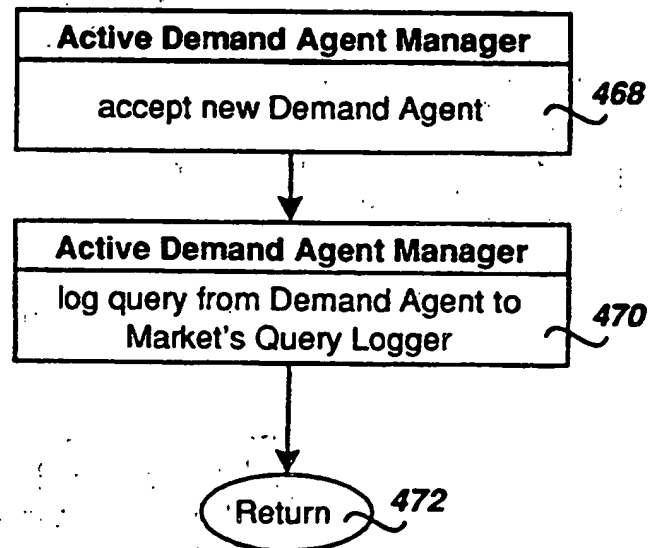 Active Demand Agent Manager
accept new Demand Agent
468
Active Demand Agent Manager
log query from Demand Agent to
Market's Query Logger
470
Return
472